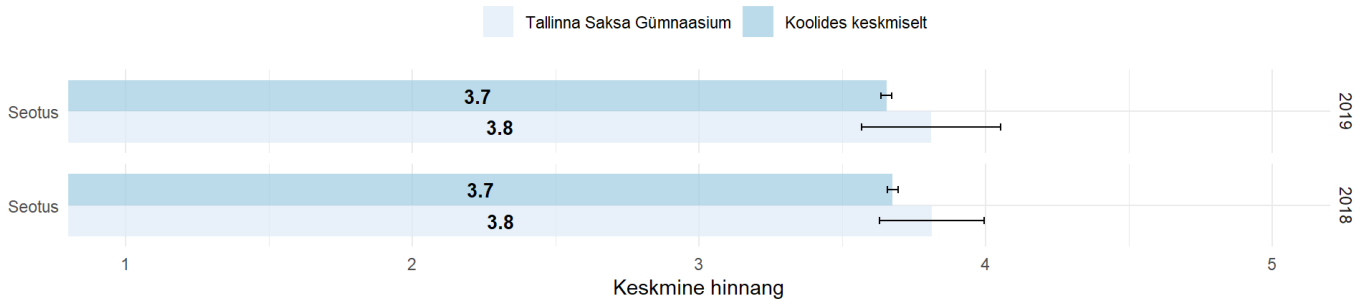 Tallinna Saksa Gümnaasium Koolides keskmiselt
Seotus
3.7
3.8
2019
Seotus
3.7
3.8
2018
1 2 3 4 5
Keskmine hinnang